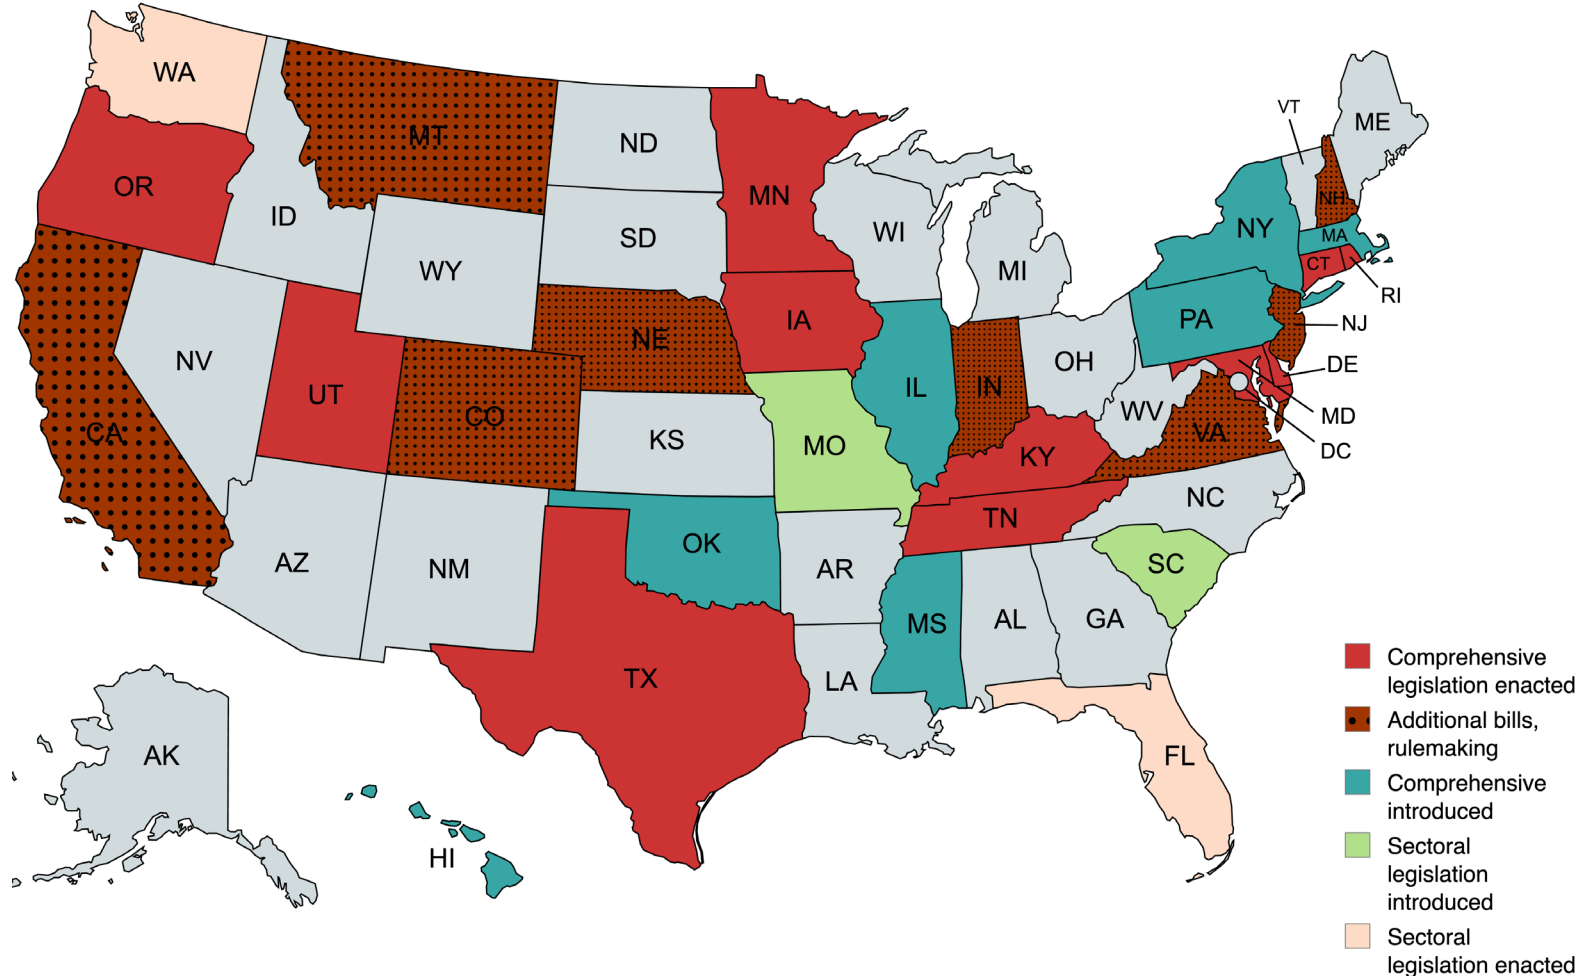 WA
MT
ND
MN
VT
ME
OR
ID
SD
WI
NH
NY
MA
WY
MI
CT
RI
NV
NE
IA
PA
NJ
UT
CO
IL
IN
OH
DE
CA
KS
MO
KY
WV
VA
MD
DC
AZ
NM
OK
AR
TN
NC
SC
TX
LA
MS
AL
GA
AK
HI
FL
Comprehensive
legislation enacted
Additional bills,
rulemaking
Comprehensive
introduced
Sectoral
legislation
introduced
Sectoral
legislation enacted